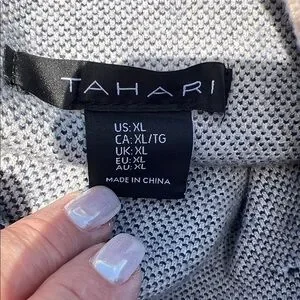 TAHARI
US: XL
CA: XL/TG
UK: XL
EU: XL
AU: XL
MADE IN CHINA